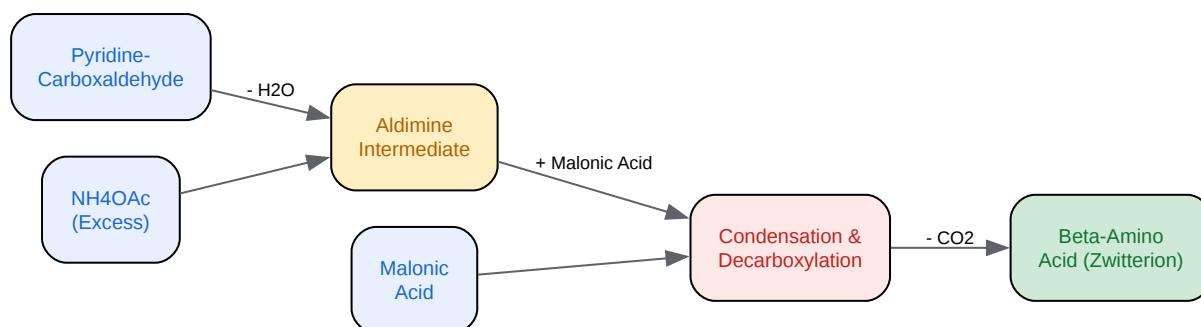 Pyridine-
Carboxaldehyde
- H2O
NH4OAc
(Excess)
Aldimine
Intermediate
+ Malonic Acid
Malonic
Acid
Condensation &
Decarboxylation
- CO2
Beta-Amino
Acid (Zwitterion)